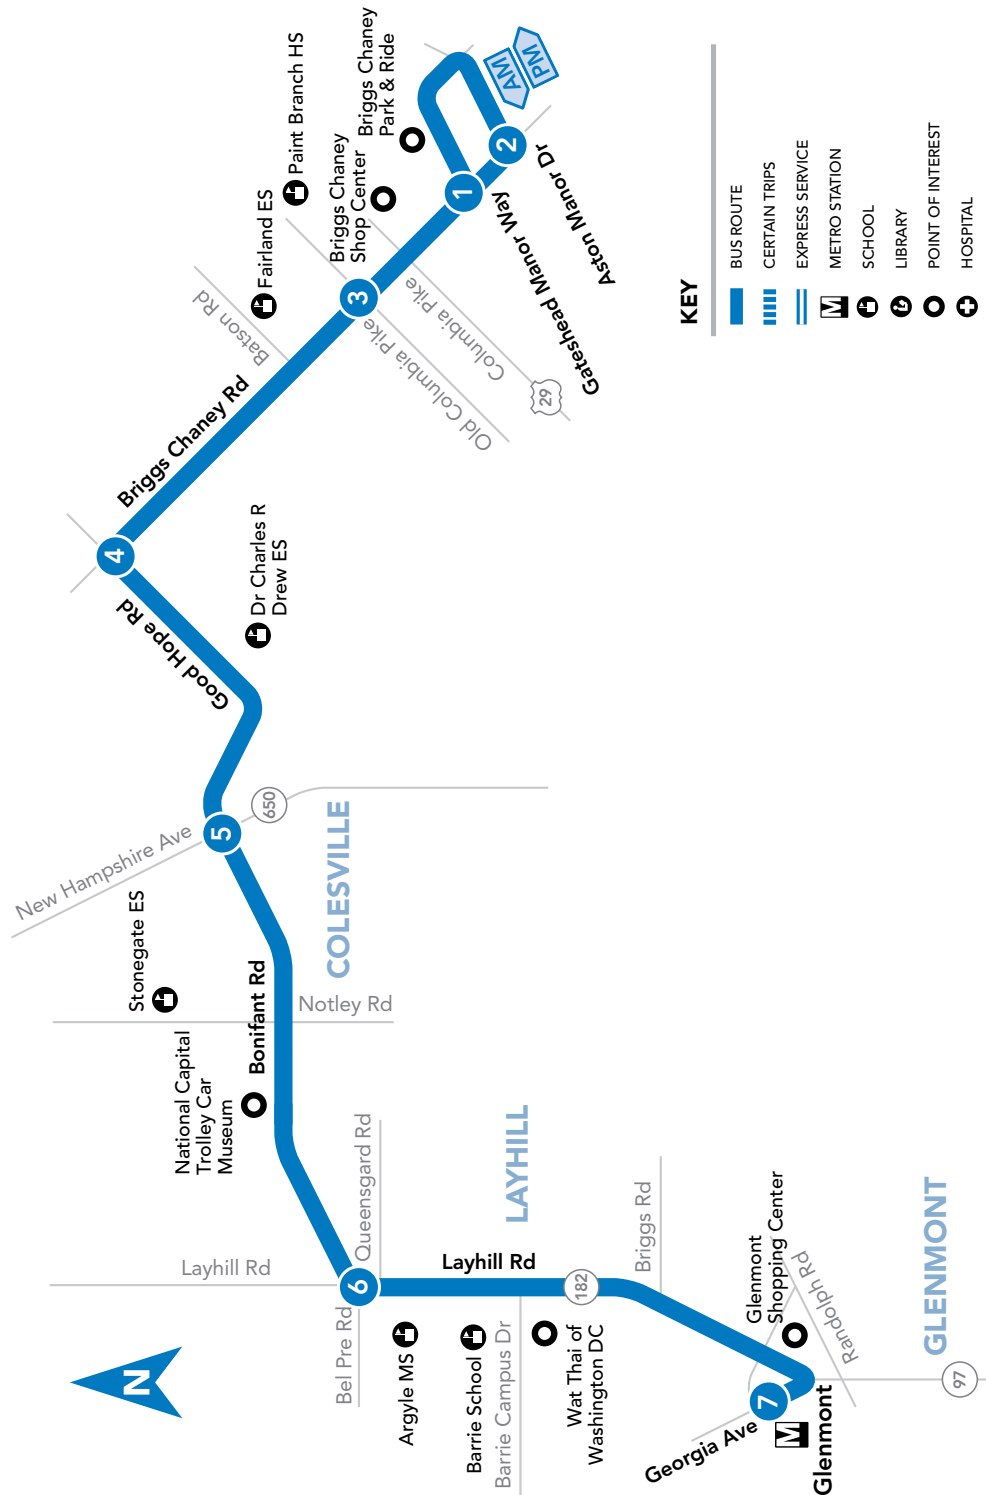 N
New Hampshire Ave
650
Stonegate ES
National Capital
Trolley Car
Museum
Bonifant Rd
Notley Rd
COLESVILLE
Layhill Rd
Bel Pre Rd
Queensgard Rd
Argyle MS
Barrie School
Barrie Campus Dr
Layhill Rd
LAYHILL
182
Wat Thai of
Washington DC
Briggs Rd
Glenmont
Shopping Center
Randolph Rd
Georgia Ave
M
Glenmont
97
GLENMONT
7
6
5
4
3
2
1
Good Hope Rd
Dr Charles R
Drew ES
Briggs Chaney Rd
Batson Rd
Fairland ES
Paint Branch HS
Briggs Chaney
Shop Center
Briggs Chaney
Park & Ride
Old Columbia Pike
Columbia Pike
29
Gateshead Manor Way
Aston Manor Dr
AM
PM
KEY
BUS ROUTE
CERTAIN TRIPS
EXPRESS SERVICE
M
METRO STATION
SCHOOL
LIBRARY
POINT OF INTEREST
HOSPITAL